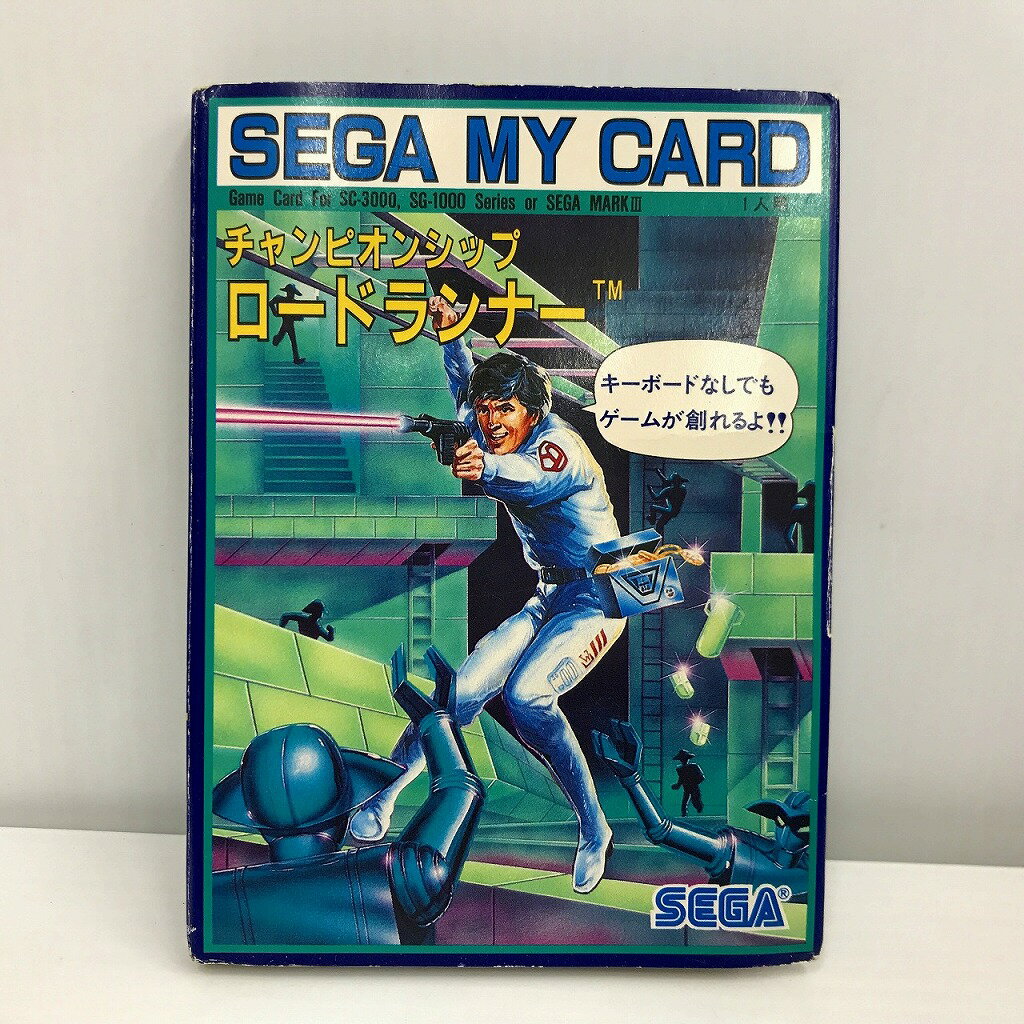 SEGA MY CARD
Game Card For SC-3000, SG-1000 Series or SEGA MARKIII
1人用
チャンピオンシップ
ロードランナー™
キーボードなしでも
ゲームが創れるよ!!
SEGA®